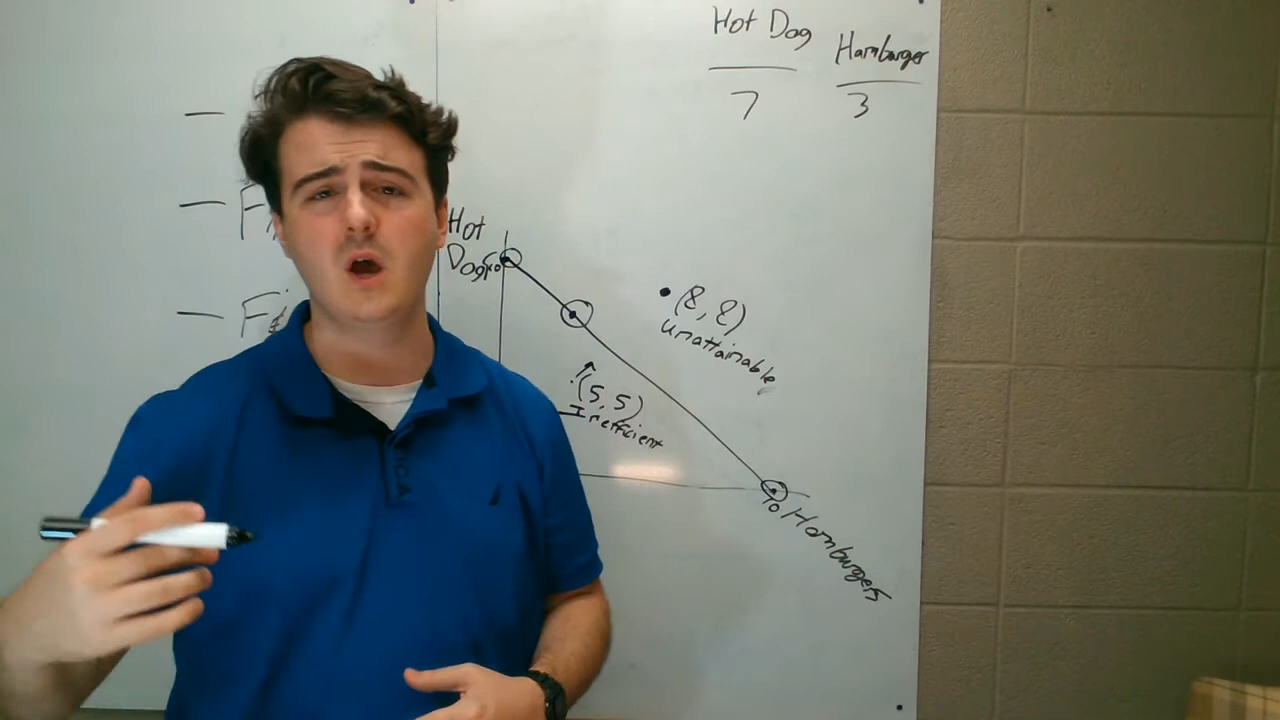 Hot Dog
Hamburger
7
3
Hot
Dogs
(8, 8)
unattainable
(5, 5)
Inefficient
10
Hamburgers